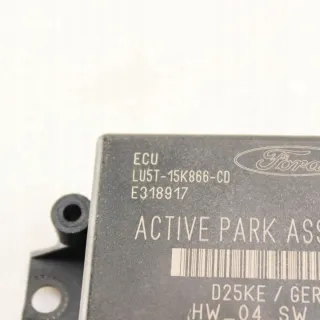 ECU
Ford
LU5T-15K866-CD
E318917
ACTIVE PARK ASS
D25KE / GER
HW_04 SW